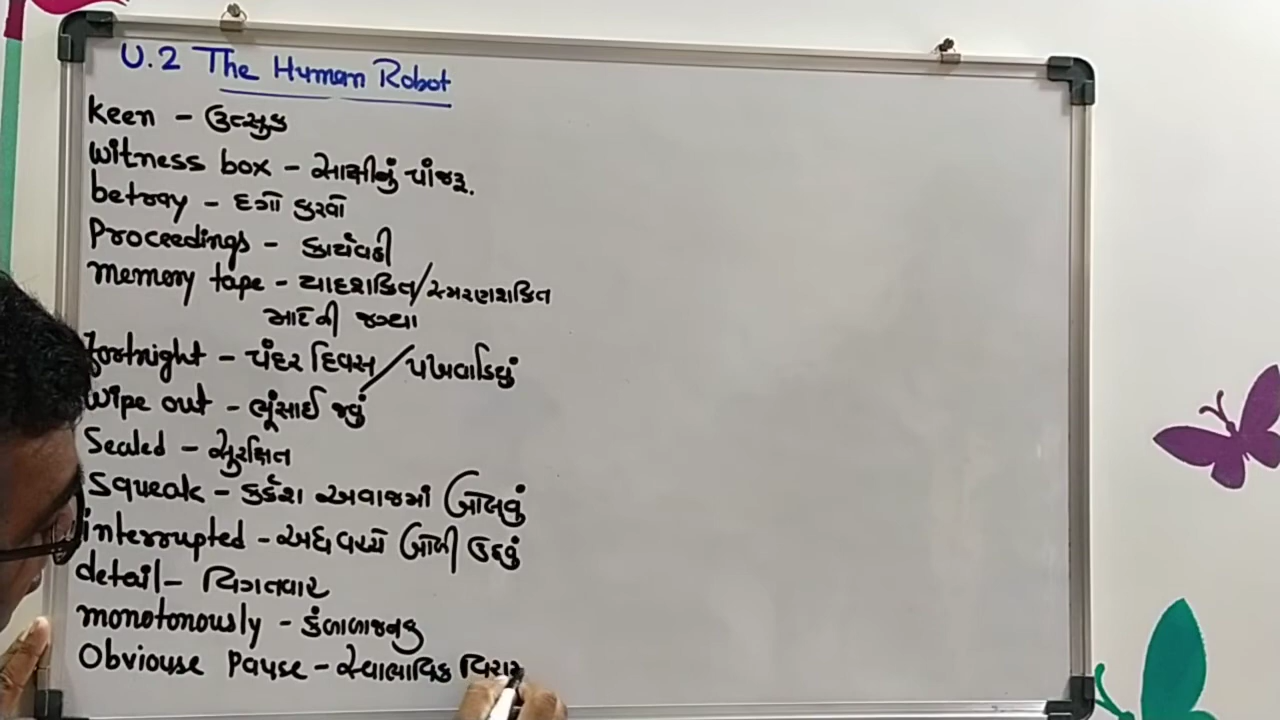 U.2 The Human Robot
Keen - ઉત્સુક
Witness box - સાક્ષીનું પાંજરૂ.
betray - દગો કરવો
Proceedings - કાર્યવહી
memory tape - યાદશકિત/સ્મરણશકિત
માટેની જગ્યા
fortnight - પંદર દિવસ / પખવાડિયું
Wipe out - ભૂંસાઈ જવું
Sealed - સુરક્ષિત
Squeak - કર્કશ અવાજમાં બોલવું
interrupted - અધવચ્ચે બોલી ઉઠવું
detail - વિગતવાર
monotonously - કંટાળાજનક
Obviouse Pause - સ્વાભાવિક વિરામ